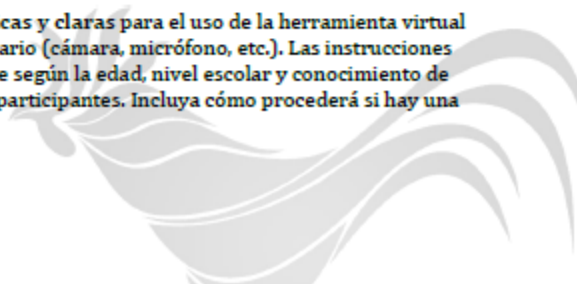 cas y claras para el uso de la herramienta virtual
ario (cámara, micrófono, etc.). Las instrucciones
e según la edad, nivel escolar y conocimiento de
participantes. Incluya cómo procederá si hay una